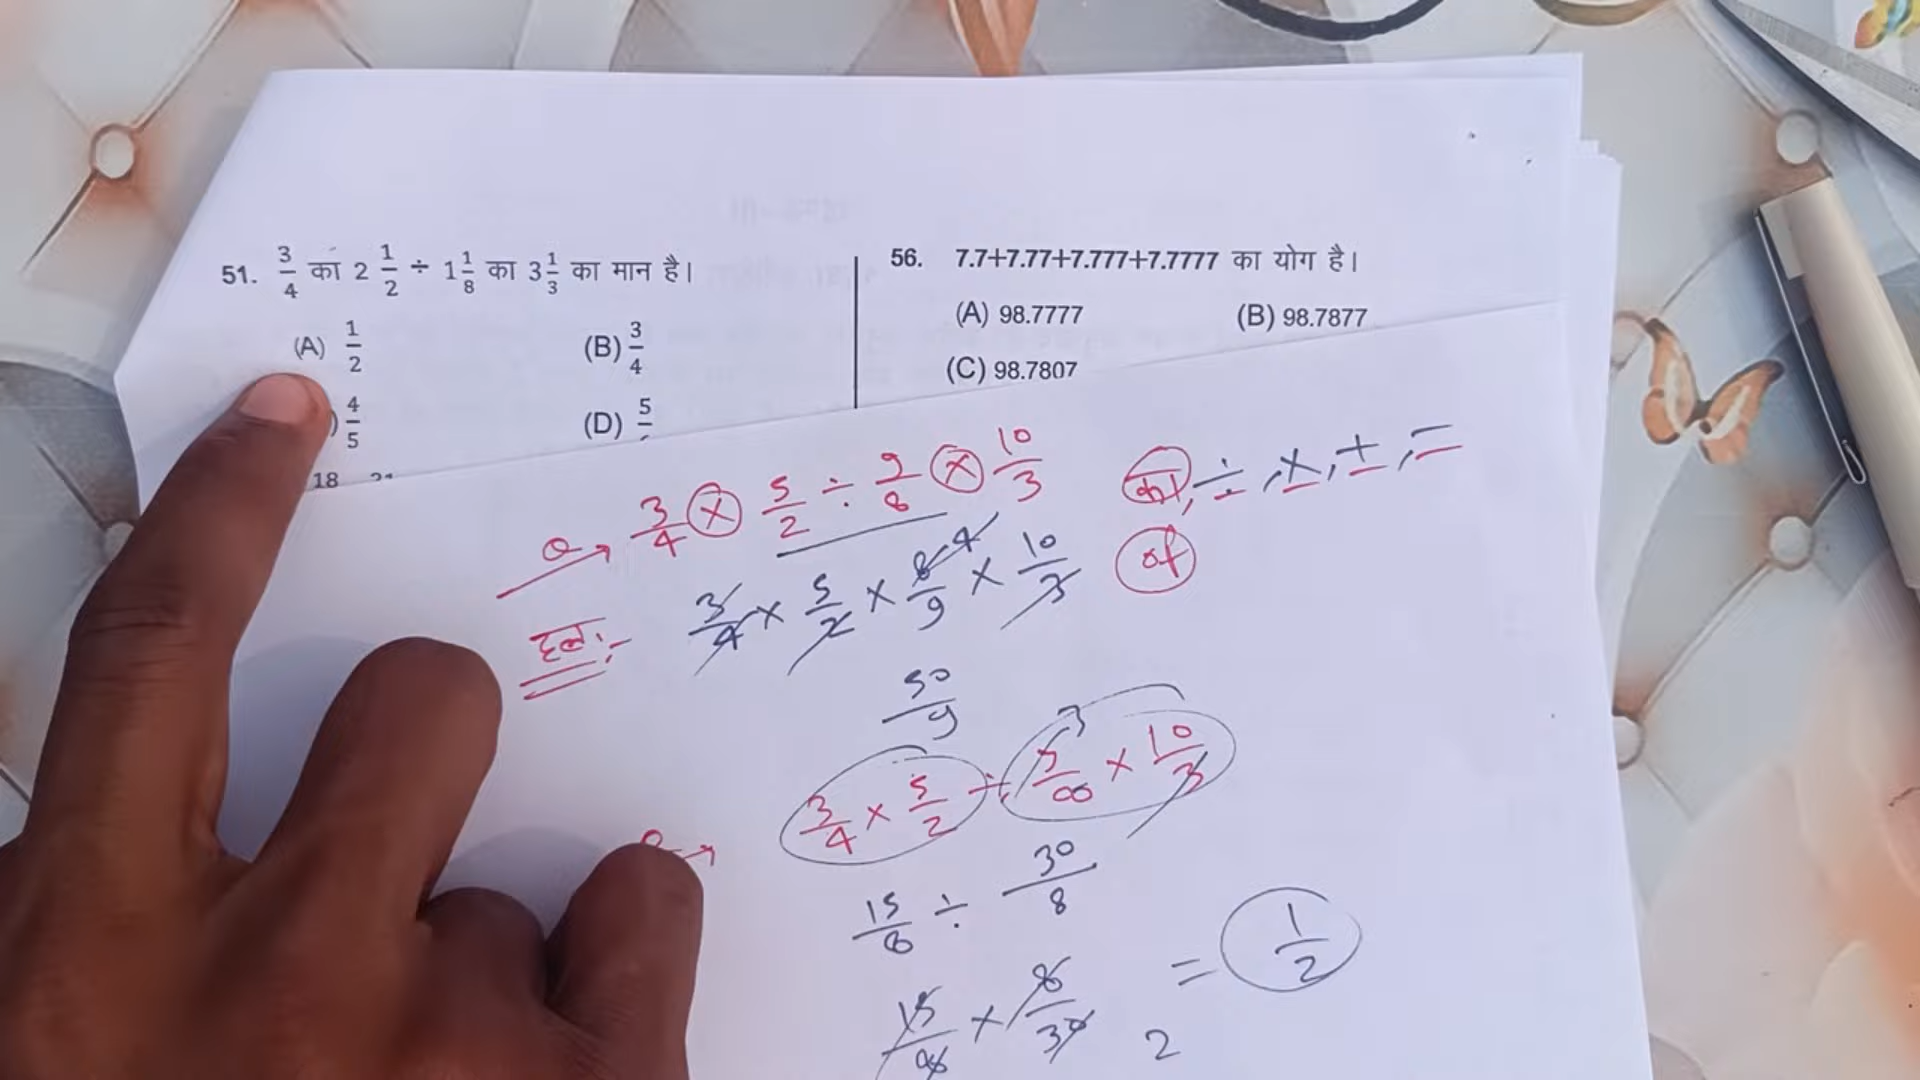 51. 3/4 का 2 1/2 ÷ 1 1/8 का 3 1/3 का मान है।
(A) 1/2 (B) 3/4
) 4/5 (D) 5
18
56. 7.7+7.77+7.777+7.7777 का योग है।
(A) 98.7777 (B) 98.7877
(C) 98.7807
3/4 × 5/2 ÷ 9/8 × 10/3
का, ÷, ×, +, -
of
हल:-
3/4 × 5/2 × 8/9 × 10/3
50/9
3/4 × 5/2 ÷ 9/8 × 10/3
15/8 ÷ 30/8
15/8 × 8/30 2 = 1/2